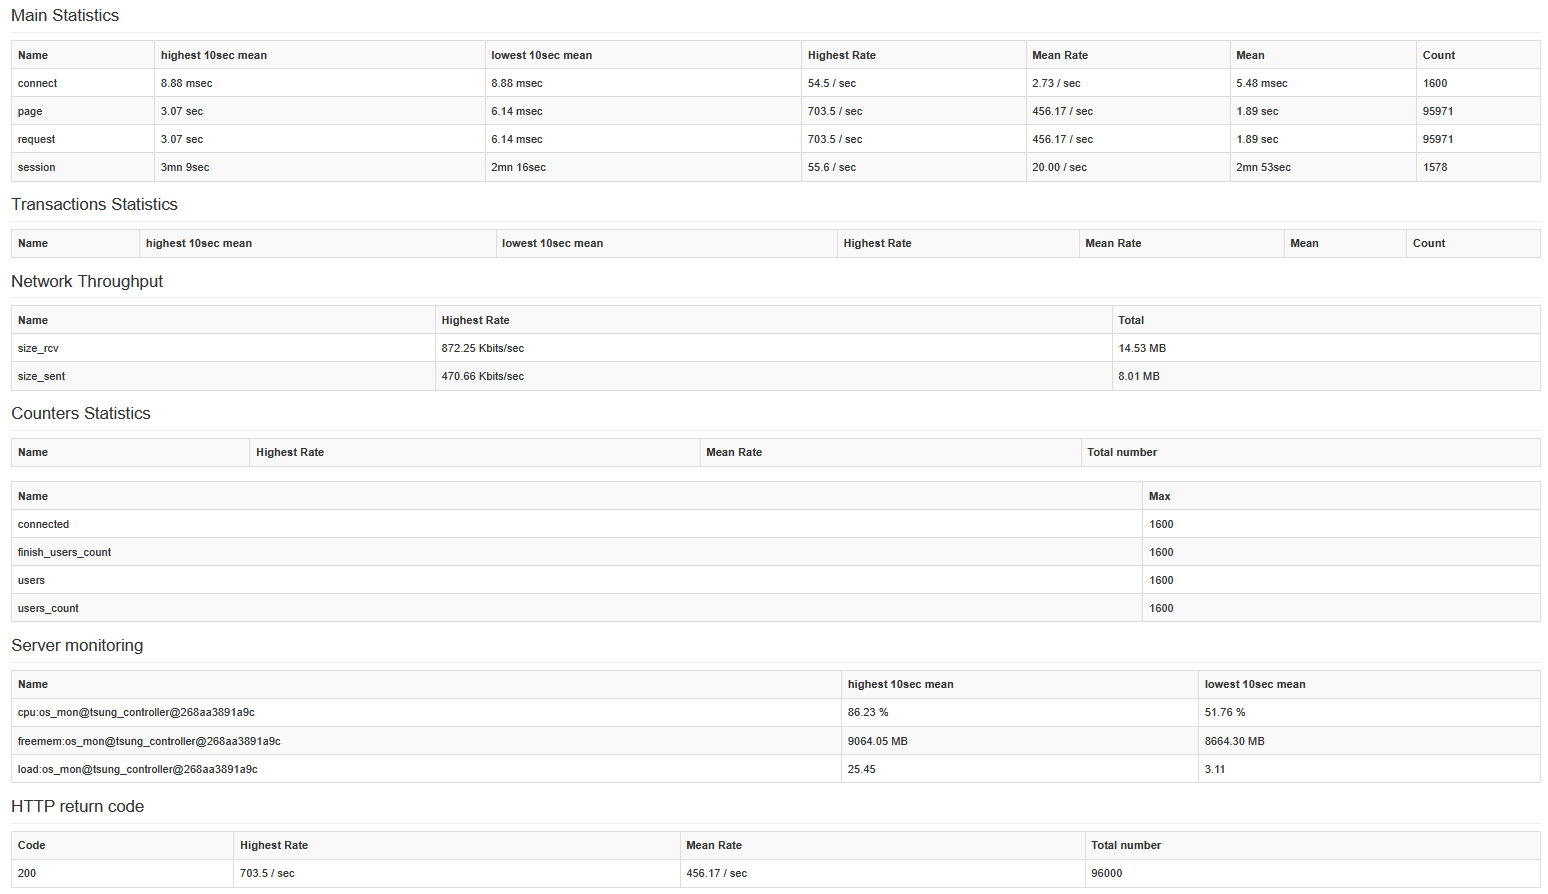 Main Statistics
Name highest 10sec mean lowest 10sec mean Highest Rate Mean Rate Mean Count
connect 8.88 msec 8.88 msec 54.5 / sec 2.73 / sec 5.48 msec 1600
page 3.07 sec 6.14 msec 703.5 / sec 456.17 / sec 1.89 sec 95971
request 3.07 sec 6.14 msec 703.5 / sec 456.17 / sec 1.89 sec 95971
session 3mn 9sec 2mn 16sec 55.6 / sec 20.00 / sec 2mn 53sec 1578
Transactions Statistics
Name highest 10sec mean lowest 10sec mean Highest Rate Mean Rate Mean Count
Network Throughput
Name Highest Rate Total
size_rcv 872.25 Kbits/sec 14.53 MB
size_sent 470.66 Kbits/sec 8.01 MB
Counters Statistics
Name Highest Rate Mean Rate Total number
Name Max
connected 1600
finish_users_count 1600
users 1600
users_count 1600
Server monitoring
Name highest 10sec mean lowest 10sec mean
cpu:os_mon@tsung_controller@268aa3891a9c 86.23 % 51.76 %
freemem:os_mon@tsung_controller@268aa3891a9c 9064.05 MB 8664.30 MB
load:os_mon@tsung_controller@268aa3891a9c 25.45 3.11
HTTP return code
Code Highest Rate Mean Rate Total number
200 703.5 / sec 456.17 / sec 96000